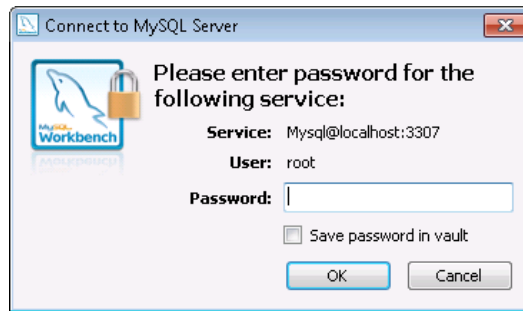 Connect to MySQL Server
Please enter password for the
following service:
Service: Mysql@localhost:3307
User: root
Password:
Save password in vault
OK Cancel
MySQL
Workbench